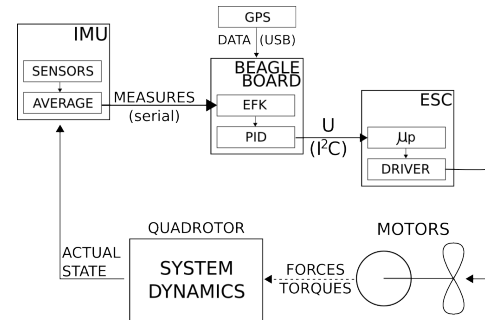 GPS
DATA (USB)
IMU
SENSORS
AVERAGE
MEASURES
(serial)
BEAGLE
BOARD
EFK
PID
U
(I²C)
ESC
μp
DRIVER
QUADROTOR
SYSTEM
DYNAMICS
ACTUAL
STATE
FORCES
TORQUES
MOTORS